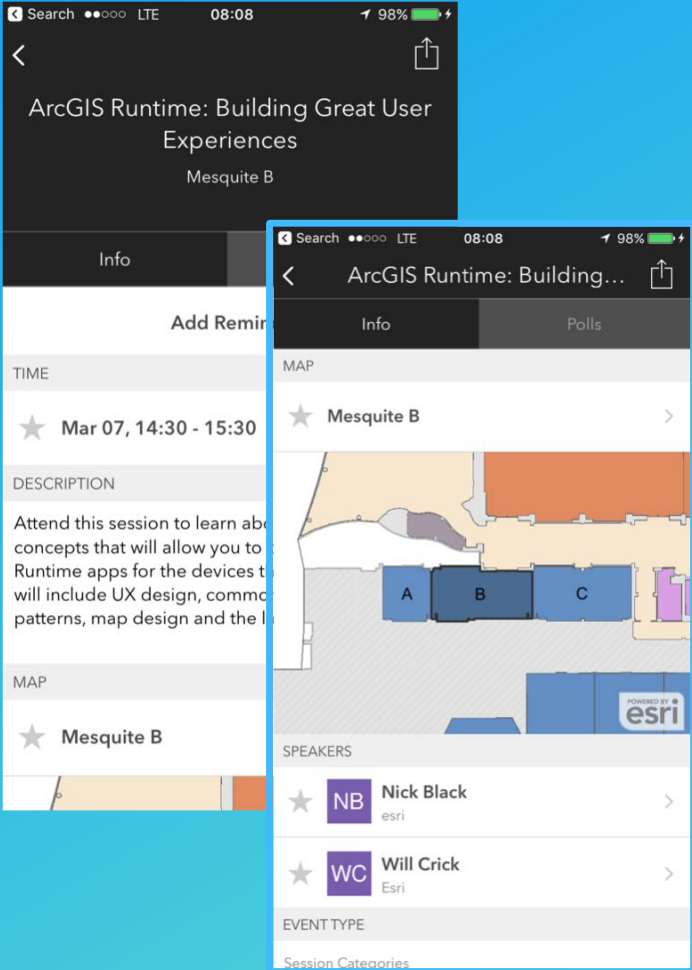 Search LTE 08:08 98%
ArcGIS Runtime: Building Great User
Experiences
Mesquite B
Info
Add
TIME
Mar 07, 14:30 - 15:30
DESCRIPTION
Attend this session to learn
concepts that will allow you to
Runtime apps for the devices
will include UX design,
patterns, map design and the
MAP
Mesquite B
Search LTE 08:08 98%
ArcGIS Runtime: Building...
Info Polls
MAP
Mesquite B
A B C
POWERED BY
esri
SPEAKERS
NB Nick Black
esri
WC Will Crick
Esri
EVENT TYPE
Session Categories